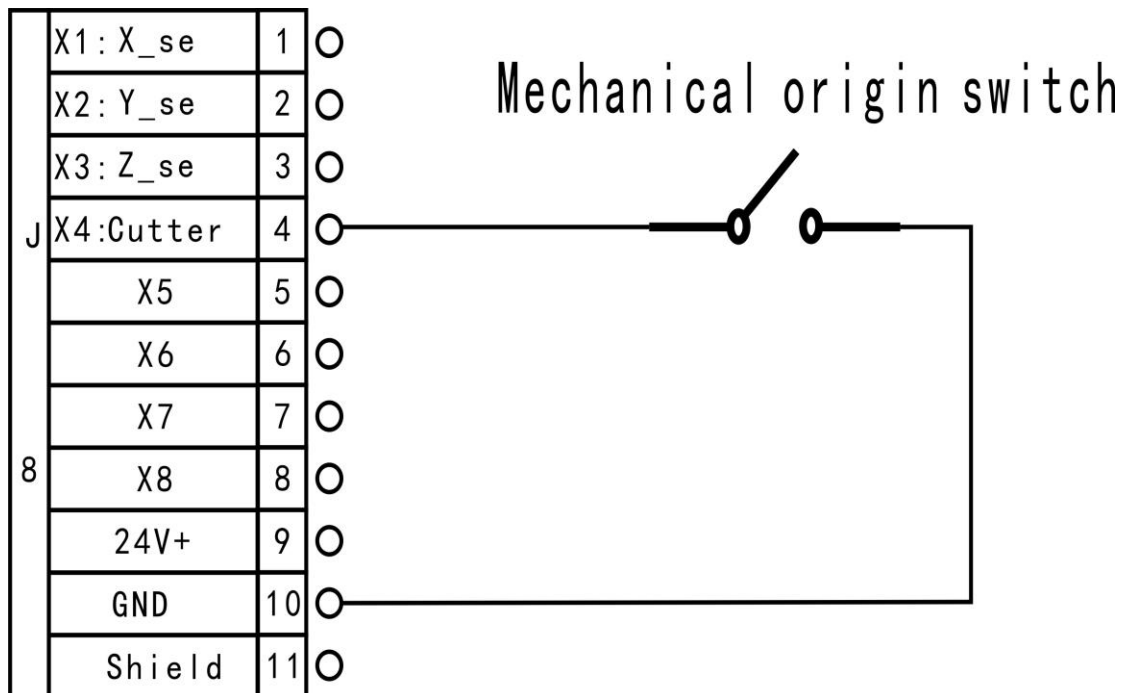 X1: X_se 1
Mechanical origin switch
X2: Y_se 2
X3: Z_se 3
J
X4:Cutter 4
X5 5
X6 6
X7 7
8
X8 8
24V+ 9
GND 10
Shield 11